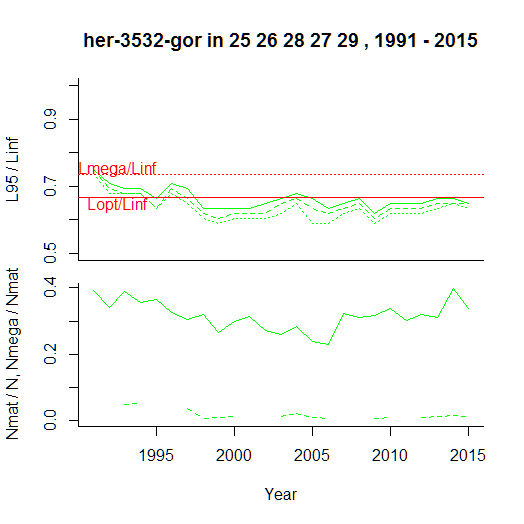 her-3532-gor in 25 26 28 27 29 , 1991 - 2015
L95 / Linf
0.9
0.7
0.5
Lmega/Linf
Lopt/Linf
Nmat / N, Nmega / Nmat
0.4
0.2
0.0
1995 2000 2005 2010 2015
Year